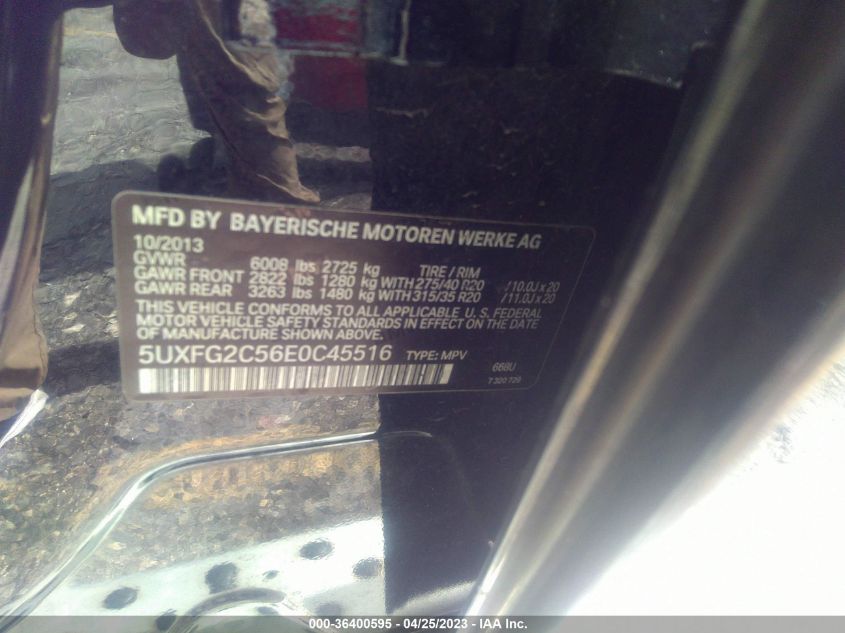 MFD BY BAYERISCHE MOTOREN WERKE AG
10/2013
GVWR 6008 lbs 2725 kg TIRE / RIM
GAWR FRONT 2822 lbs 1280 kg WITH 275/40 R20 / 10.0J x 20
GAWR REAR 3263 lbs 1480 kg WITH 315/35 R20 / 11.0J x 20
THIS VEHICLE CONFORMS TO ALL APPLICABLE U. S. FEDERAL
MOTOR VEHICLE SAFETY STANDARDS IN EFFECT ON THE DATE
OF MANUFACTURE SHOWN ABOVE.
5UXFG2C56E0C45516 TYPE: MPV
668U
T 320 729
000-36400595 - 04/25/2023 - IAA Inc.